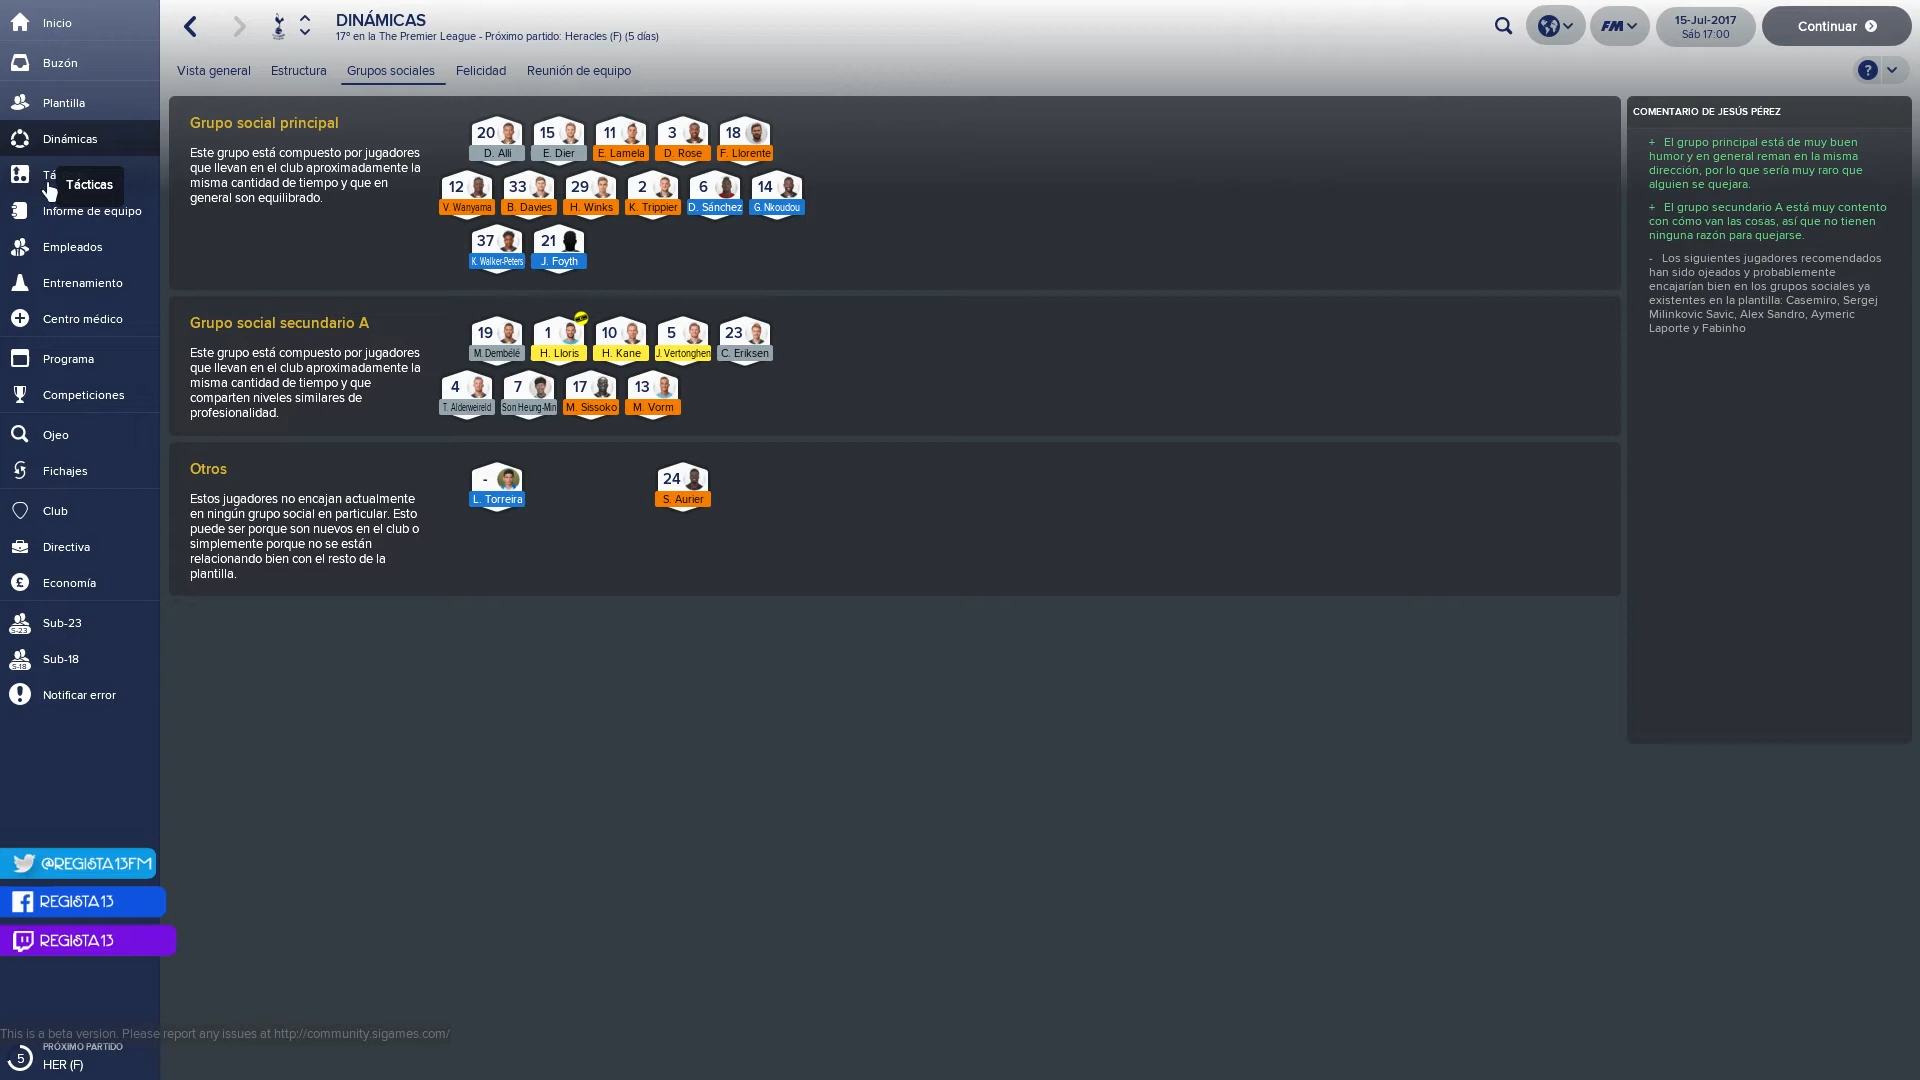 Inicio
Buzón
Plantilla
Dinámicas
Tá
Tácticas
Informe de equipo
Empleados
Entrenamiento
Centro médico
Programa
Competiciones
Ojeo
Fichajes
Club
Directiva
Economía
Sub-23
Sub-18
Notificar error
@REGISTA13FM
REGISTA13
REGISTA13
This is a beta version. Please report any issues at http://community.sigames.com/
5
PRÓXIMO PARTIDO
HER (F)
DINÁMICAS
17º en la The Premier League - Próximo partido: Heracles (F) (5 días)
FM
15-Jul-2017
Sáb 17:00
Continuar
Vista general
Estructura
Grupos sociales
Felicidad
Reunión de equipo
?
Grupo social principal
Este grupo está compuesto por jugadores
que llevan en el club aproximadamente la
misma cantidad de tiempo y que en
general son equilibrado.
20 15 11 3 18
D. Alli E. Dier E. Lamela D. Rose F. Llorente
12 33 29 2 6 14
V. Wanyama B. Davies H. Winks K. Trippier D. Sánchez G. Nkoudou
37 21
K. Walker-Peters J. Foyth
Grupo social secundario A
Este grupo está compuesto por jugadores
que llevan en el club aproximadamente la
misma cantidad de tiempo y que
comparten niveles similares de
profesionalidad.
19 1 10 5 23
M. Dembélé H. Lloris H. Kane J. Vertonghen C. Eriksen
4 7 17 13
T. Alderweireld Son Heung-Min M. Sissoko M. Vorm
Otros
Estos jugadores no encajan actualmente
en ningún grupo social en particular. Esto
puede ser porque son nuevos en el club o
simplemente porque no se están
relacionando bien con el resto de la
plantilla.
- 24
L. Torreira S. Aurier
COMENTARIO DE JESÚS PÉREZ
+ El grupo principal está de muy buen
humor y en general reman en la misma
dirección, por lo que sería muy raro que
alguien se quejara.
+ El grupo secundario A está muy contento
con cómo van las cosas, así que no tienen
ninguna razón para quejarse.
- Los siguientes jugadores recomendados
han sido ojeados y probablemente
encajarían bien en los grupos sociales ya
existentes en la plantilla: Casemiro, Sergej
Milinkovic Savic, Alex Sandro, Aymeric
Laporte y Fabinho